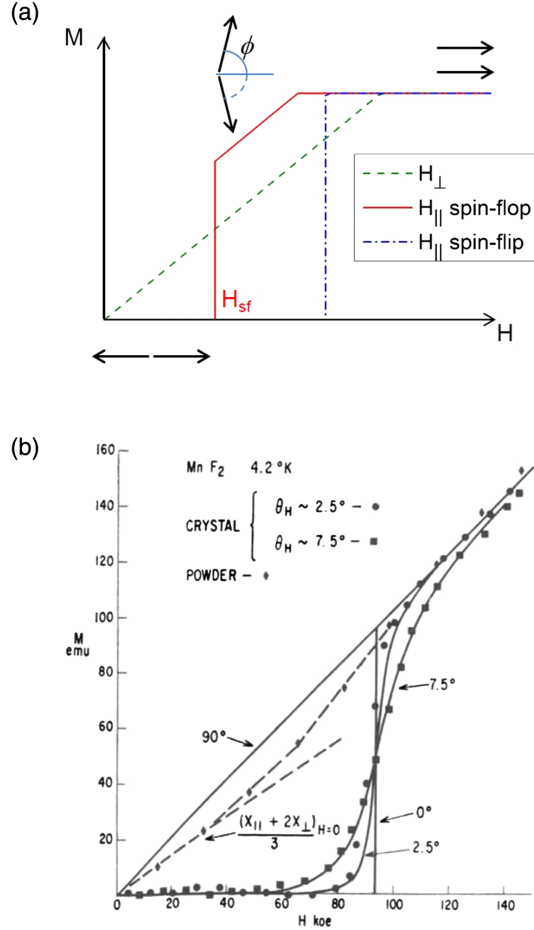 (a)
M
ϕ
H⊥
H|| spin-flop
H|| spin-flip
Hsf
H
(b)
160
Mn F2 4.2°K
140
CRYSTAL
θH ~ 2.5° –
θH ~ 7.5° –
120
POWDER –
100
M
emu
80
7.5°
90°
60
40
(X|| + 2X⊥)H=0
3
0°
20
2.5°
0 20 40 60 80 100 120 140
H koe